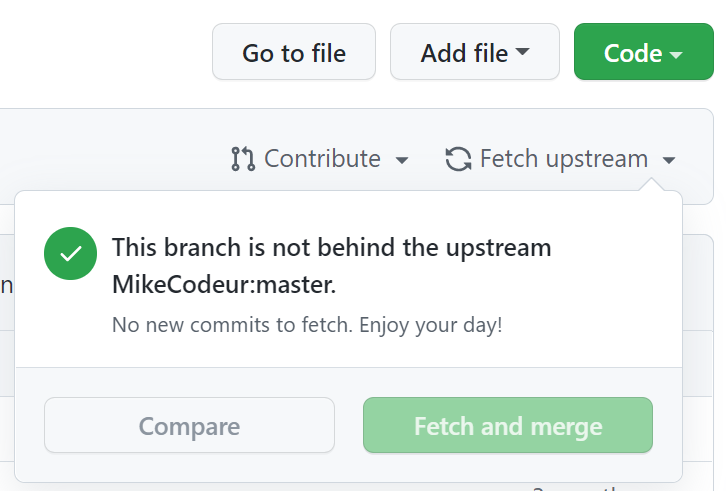 Go to file
Add file
Code
Contribute
Fetch upstream
This branch is not behind the upstream
MikeCodeur:master.
No new commits to fetch. Enjoy your day!
Compare
Fetch and merge